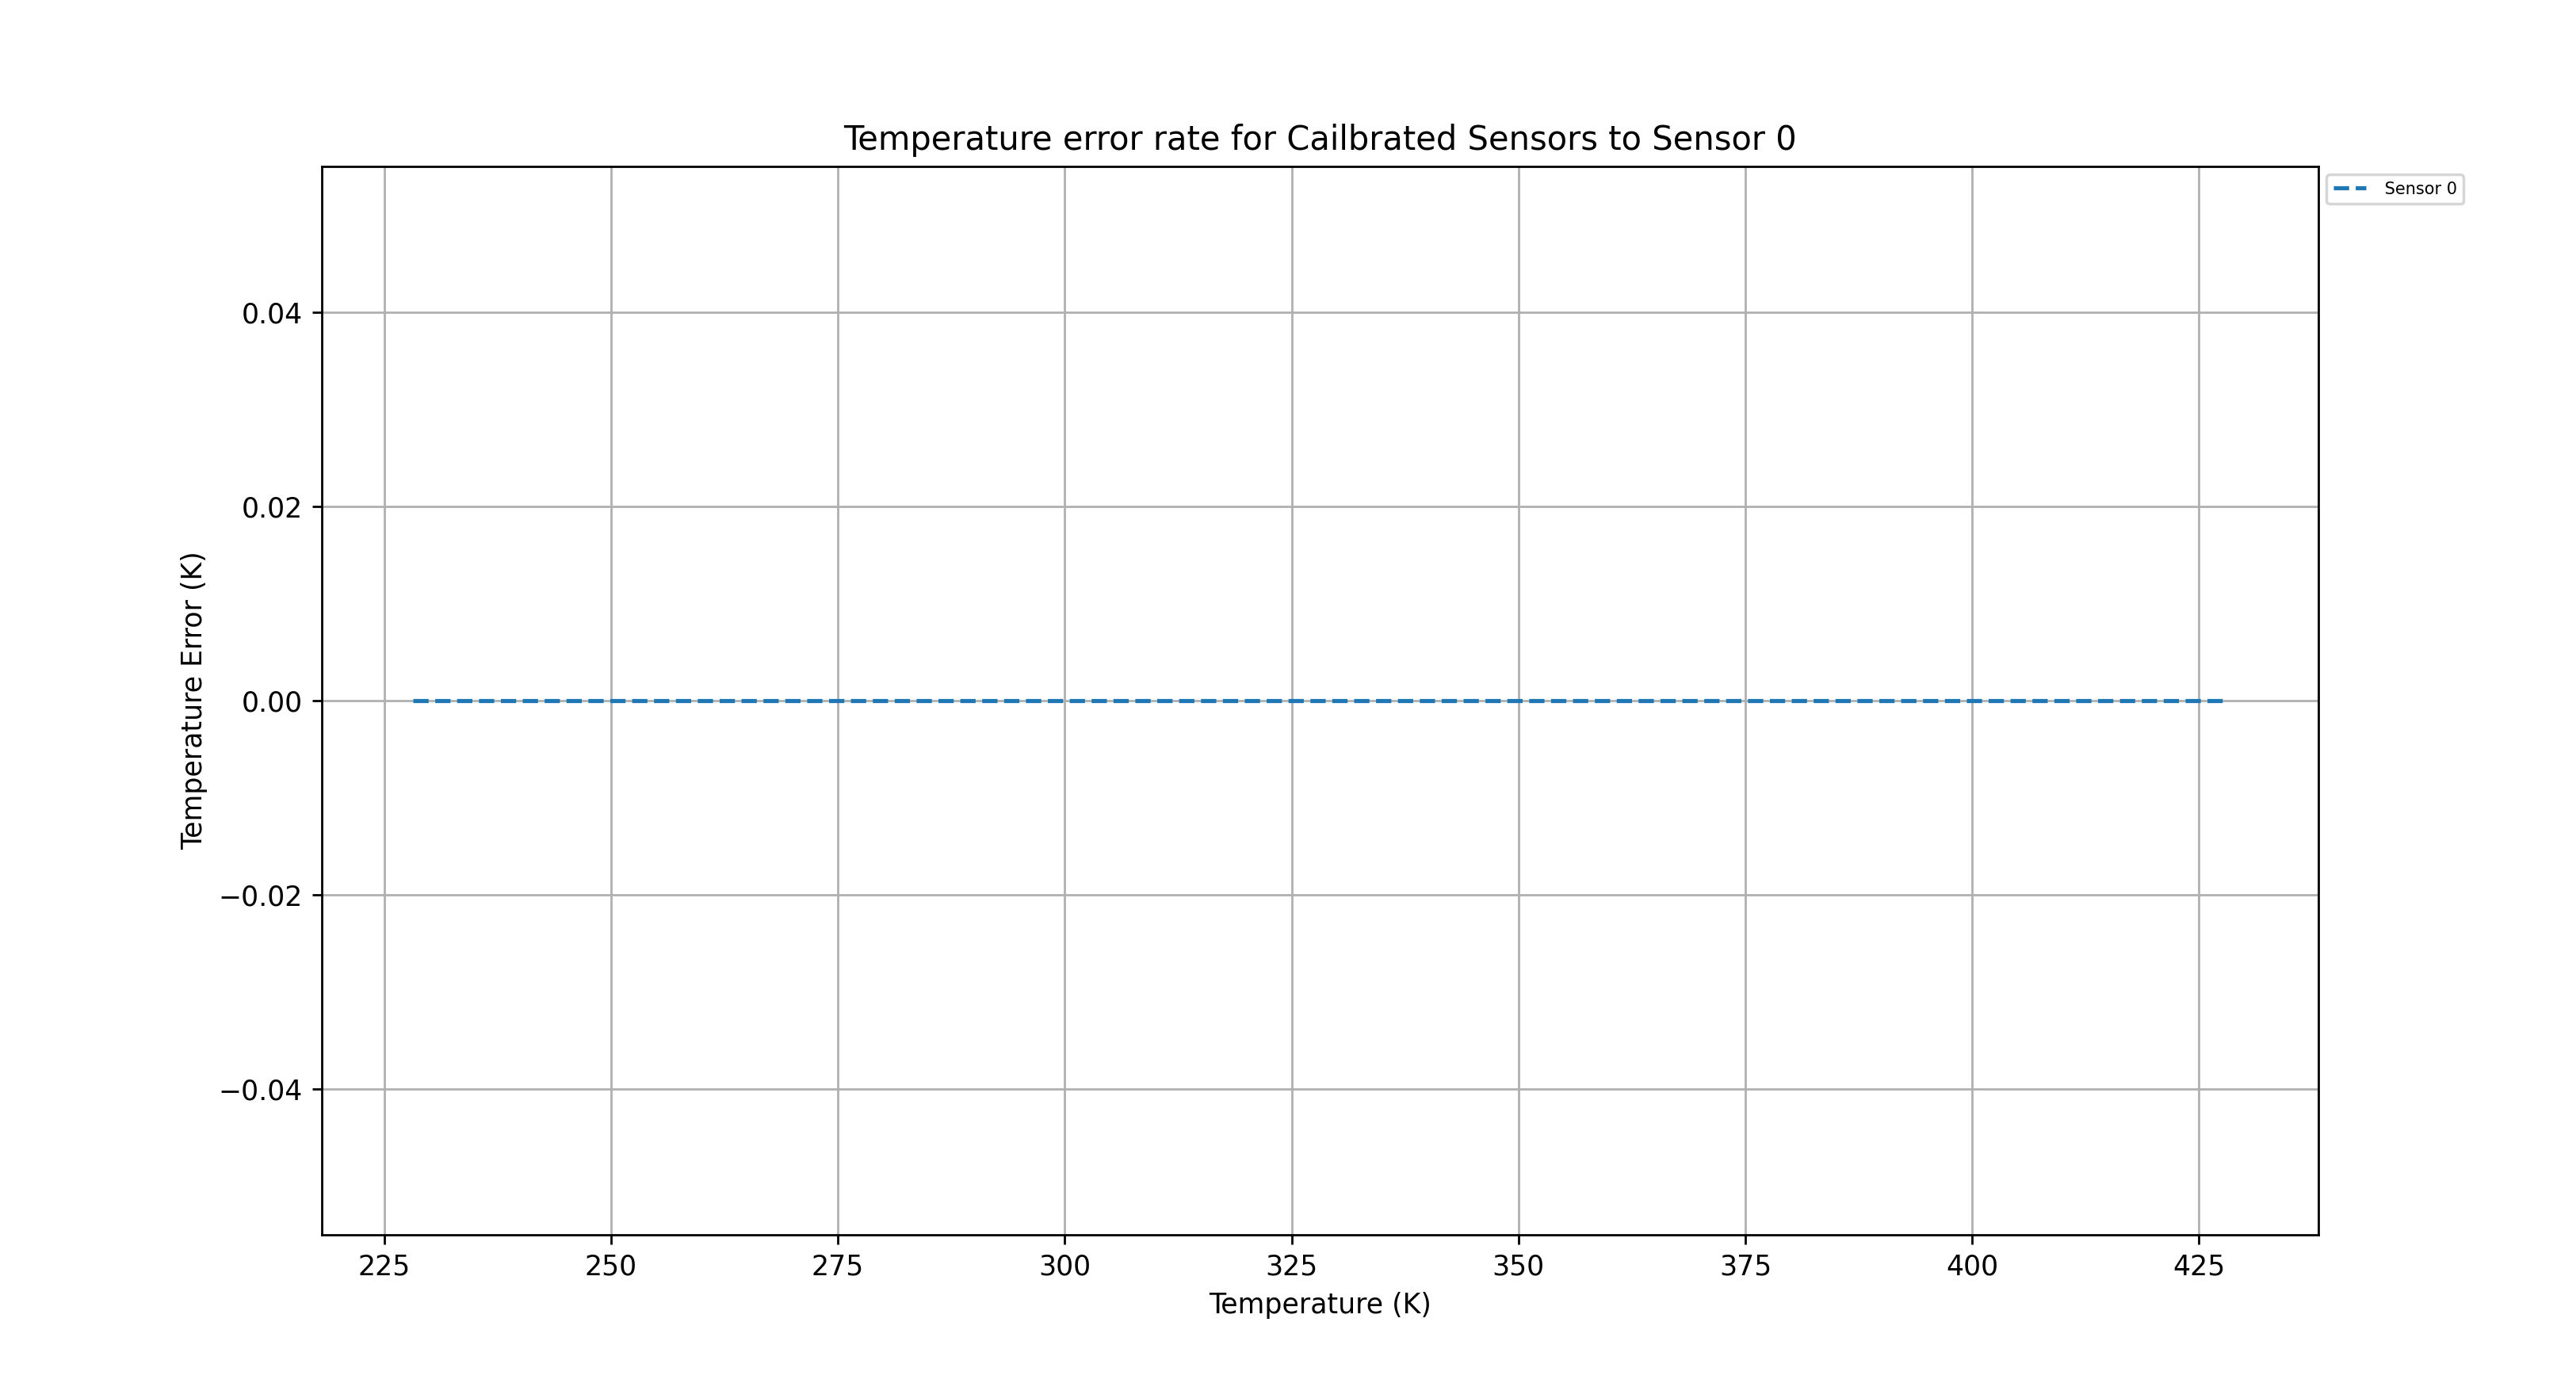 Temperature error rate for Cailbrated Sensors to Sensor 0
Sensor 0
0.04
0.02
0.00
−0.02
−0.04
Temperature Error (K)
225 250 275 300 325 350 375 400 425
Temperature (K)